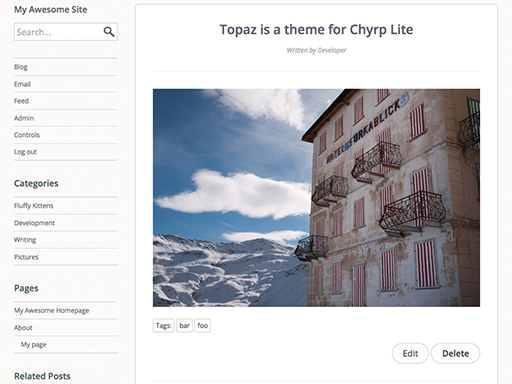 My Awesome Site
Search...
Blog
Email
Feed
Admin
Controls
Log out
Categories
Fluffy Kittens
Development
Writing
Pictures
Pages
My Awesome Homepage
About
My page
Related Posts
Topaz is a theme for Chyrp Lite
Written by Developer
HOTEL FURKABLICK
Tags: bar foo
Edit Delete